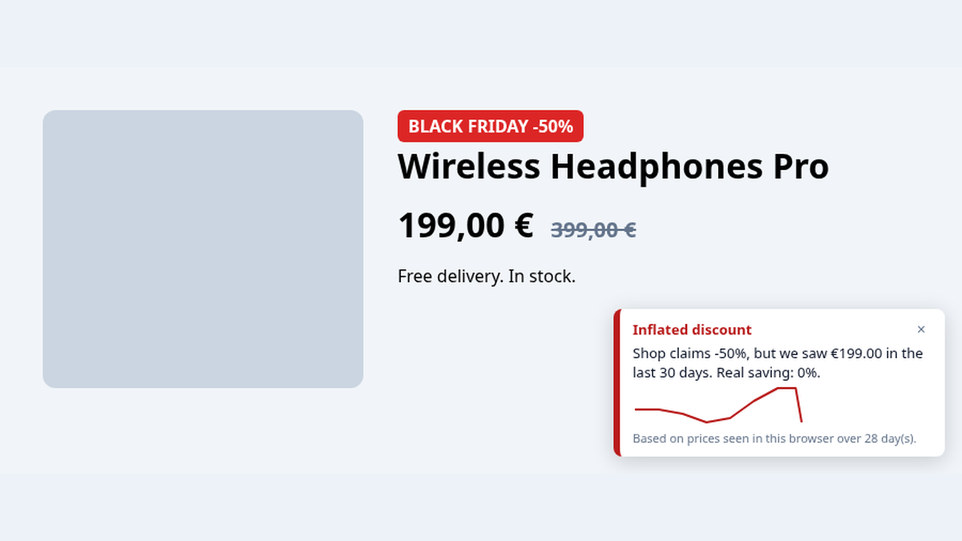 BLACK FRIDAY -50%
Wireless Headphones Pro
199,00 € 399,00 €
Free delivery. In stock.
Inflated discount ×
Shop claims -50%, but we saw €199.00 in the
last 30 days. Real saving: 0%.
Based on prices seen in this browser over 28 day(s).